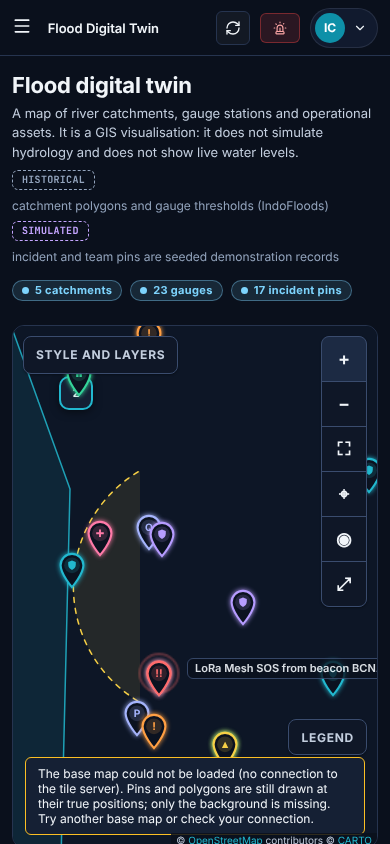 Flood Digital Twin
IC
Flood digital twin
A map of river catchments, gauge stations and operational
assets. It is a GIS visualisation: it does not simulate
hydrology and does not show live water levels.
HISTORICAL
catchment polygons and gauge thresholds (IndoFloods)
SIMULATED
incident and team pins are seeded demonstration records
5 catchments
23 gauges
17 incident pins
STYLE AND LAYERS
LoRa Mesh SOS from beacon BCN
P
LEGEND
The base map could not be loaded (no connection to
the tile server). Pins and polygons are still drawn at
their true positions; only the background is missing.
Try another base map or check your connection.
© OpenStreetMap contributors © CARTO